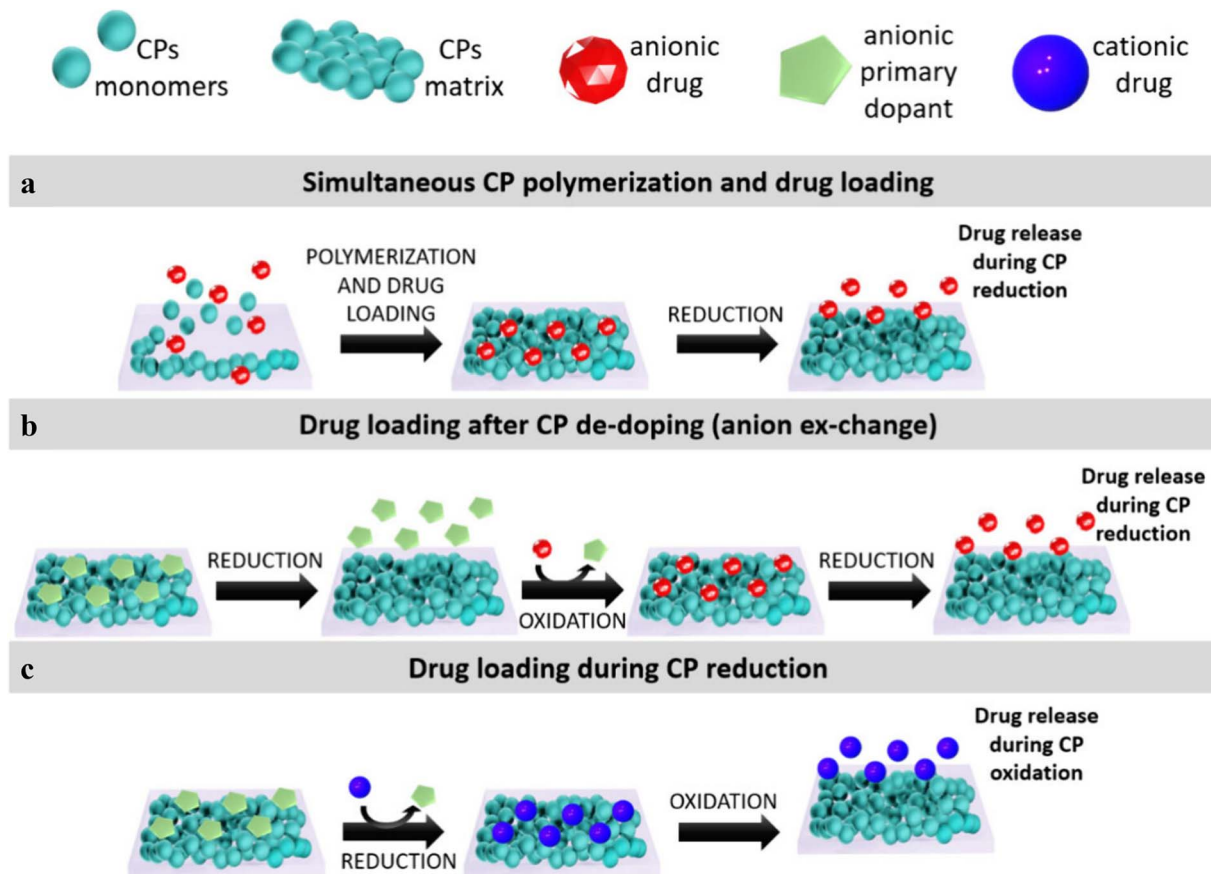 CPs
monomers
CPs
matrix
anionic
drug
anionic
primary
dopant
cationic
drug
a
Simultaneous CP polymerization and drug loading
POLYMERIZATION
AND DRUG
LOADING
REDUCTION
Drug release
during CP
reduction
b
Drug loading after CP de-doping (anion ex-change)
REDUCTION
OXIDATION
REDUCTION
Drug release
during CP
reduction
c
Drug loading during CP reduction
REDUCTION
OXIDATION
Drug release
during CP
oxidation